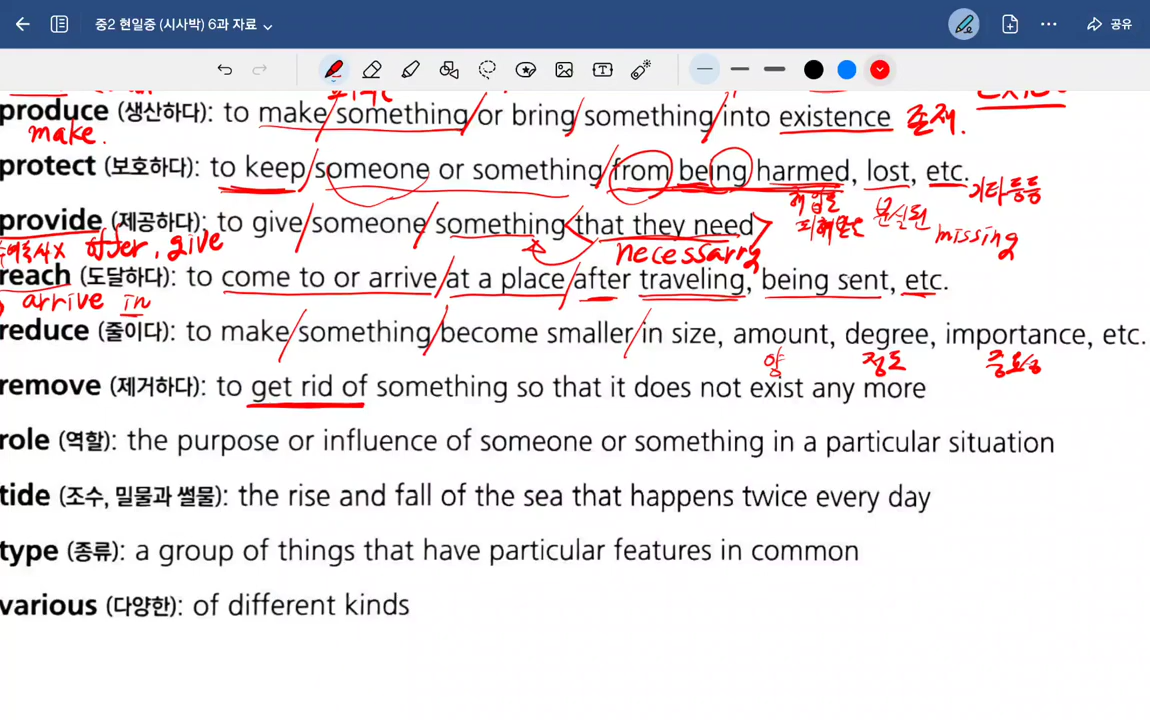 중2 현일중 (시사박) 6과 자료
공유
produce (생산하다): to make something or bring something into existence 존재.
make.
protect (보호하다): to keep someone or something from being harmed, lost, etc. 기타등등
분실된 missing
provide (제공하다): to give someone something that they need
offer, give necessary
reach (도달하다): to come to or arrive at a place after traveling, being sent, etc.
arrive in
reduce (줄이다): to make something become smaller in size, amount, degree, importance, etc.
양 정도 중요성
remove (제거하다): to get rid of something so that it does not exist any more
role (역할): the purpose or influence of someone or something in a particular situation
tide (조수, 밀물과 썰물): the rise and fall of the sea that happens twice every day
type (종류): a group of things that have particular features in common
various (다양한): of different kinds